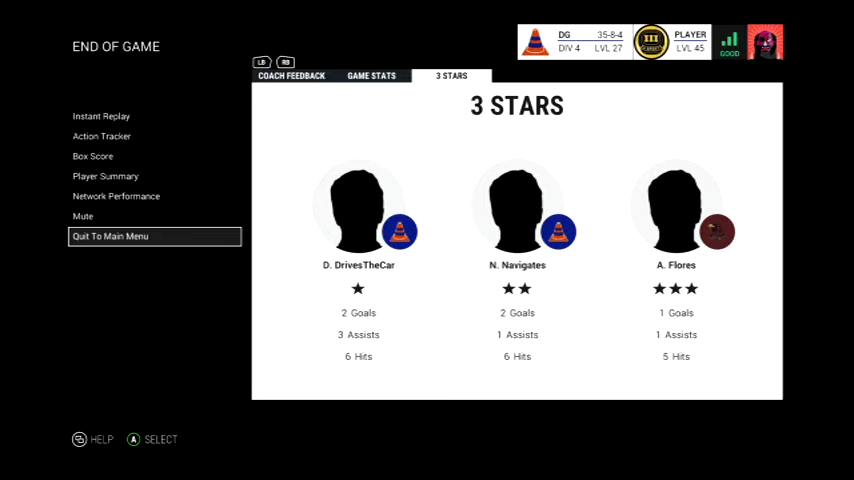 END OF GAME
DG 35-8-4
DIV 4 LVL 27
III
PLAYER
LVL 45
GOOD
LB RB
COACH FEEDBACK GAME STATS 3 STARS
3 STARS
Instant Replay
Action Tracker
Box Score
Player Summary
Network Performance
Mute
Quit To Main Menu
D. DrivesTheCar N. Navigates A. Flores
2 Goals 2 Goals 1 Goals
3 Assists 1 Assists 1 Assists
6 Hits 6 Hits 5 Hits
HELP A SELECT